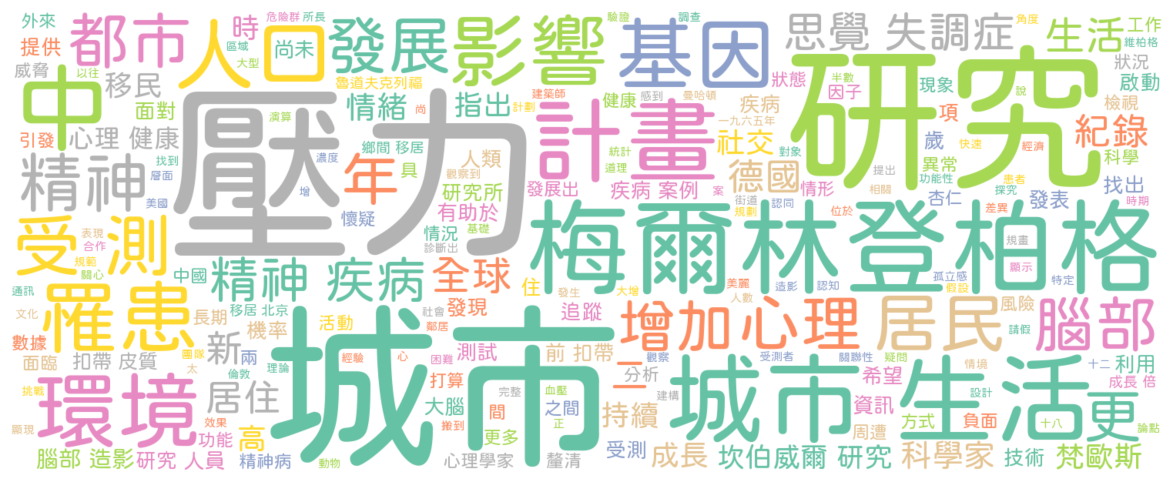 外來 都市 時 危險群 所長 人口 發展 影響 驗證 調查 基因 思覺 失調症 角度 生活 工作
提供 區域 尚未 大型 維柏格
威脅 以往 移民 魯道夫克列福 狀態 半數 現象 說 狀況
中 面對 情緒 指出 建築師 感到 曼哈頓 健康 疾病 因子 研究 啟動
引發 心理 健康 演算 尚 計劃 計畫 一九六五年 項 檢視 紀錄
壓力 社交 歲 快速 經濟 科學
精神 找到 層面 濃度 鄉間 移居 人類 觀察到 統計 道理 對象 提出 異常 功能性 患者 探究
年 具 研究所 發展出 疾病 案例 案 情形 德國 相關 杏仁 發表 找出
美國 增 懷疑 有助於 街道 規劃 認同 位於 差異 時期
受測 表現 合作 診斷出 情況 基礎 梅爾林登柏格 規畫
規範 關心 中國 精神 疾病 全球 住 發生 大增 美麗 造影 認知 孤立感 假設 顯示 特定
通訊 罹患 移居 北京 社會 鄰居 發現 人數 追蹤 風險
文化 長期 機率 活動 增加心理 居民 腦部
數據 新 兩 團隊 倫敦 經驗 心 困難 測試 前 扣帶 觀察 受測者 關聯性 疑問 請假 十二
面臨 扣帶 皮質 太 理論 城市 二 分析 城市 生活 希望 情境 利用
挑戰 居住 打算 完整 血壓 之間 建構 設計 成長 倍
環境 效果 搬到 大腦 間 正 持續 資訊 方式 負面 十八 更
顯現 功能 高 更多 周遭 論點
腦部 造影 研究 人員 精神病 動物 心理學家 釐清 受測 成長 坎伯威爾 研究 科學家 技術 梵歐斯